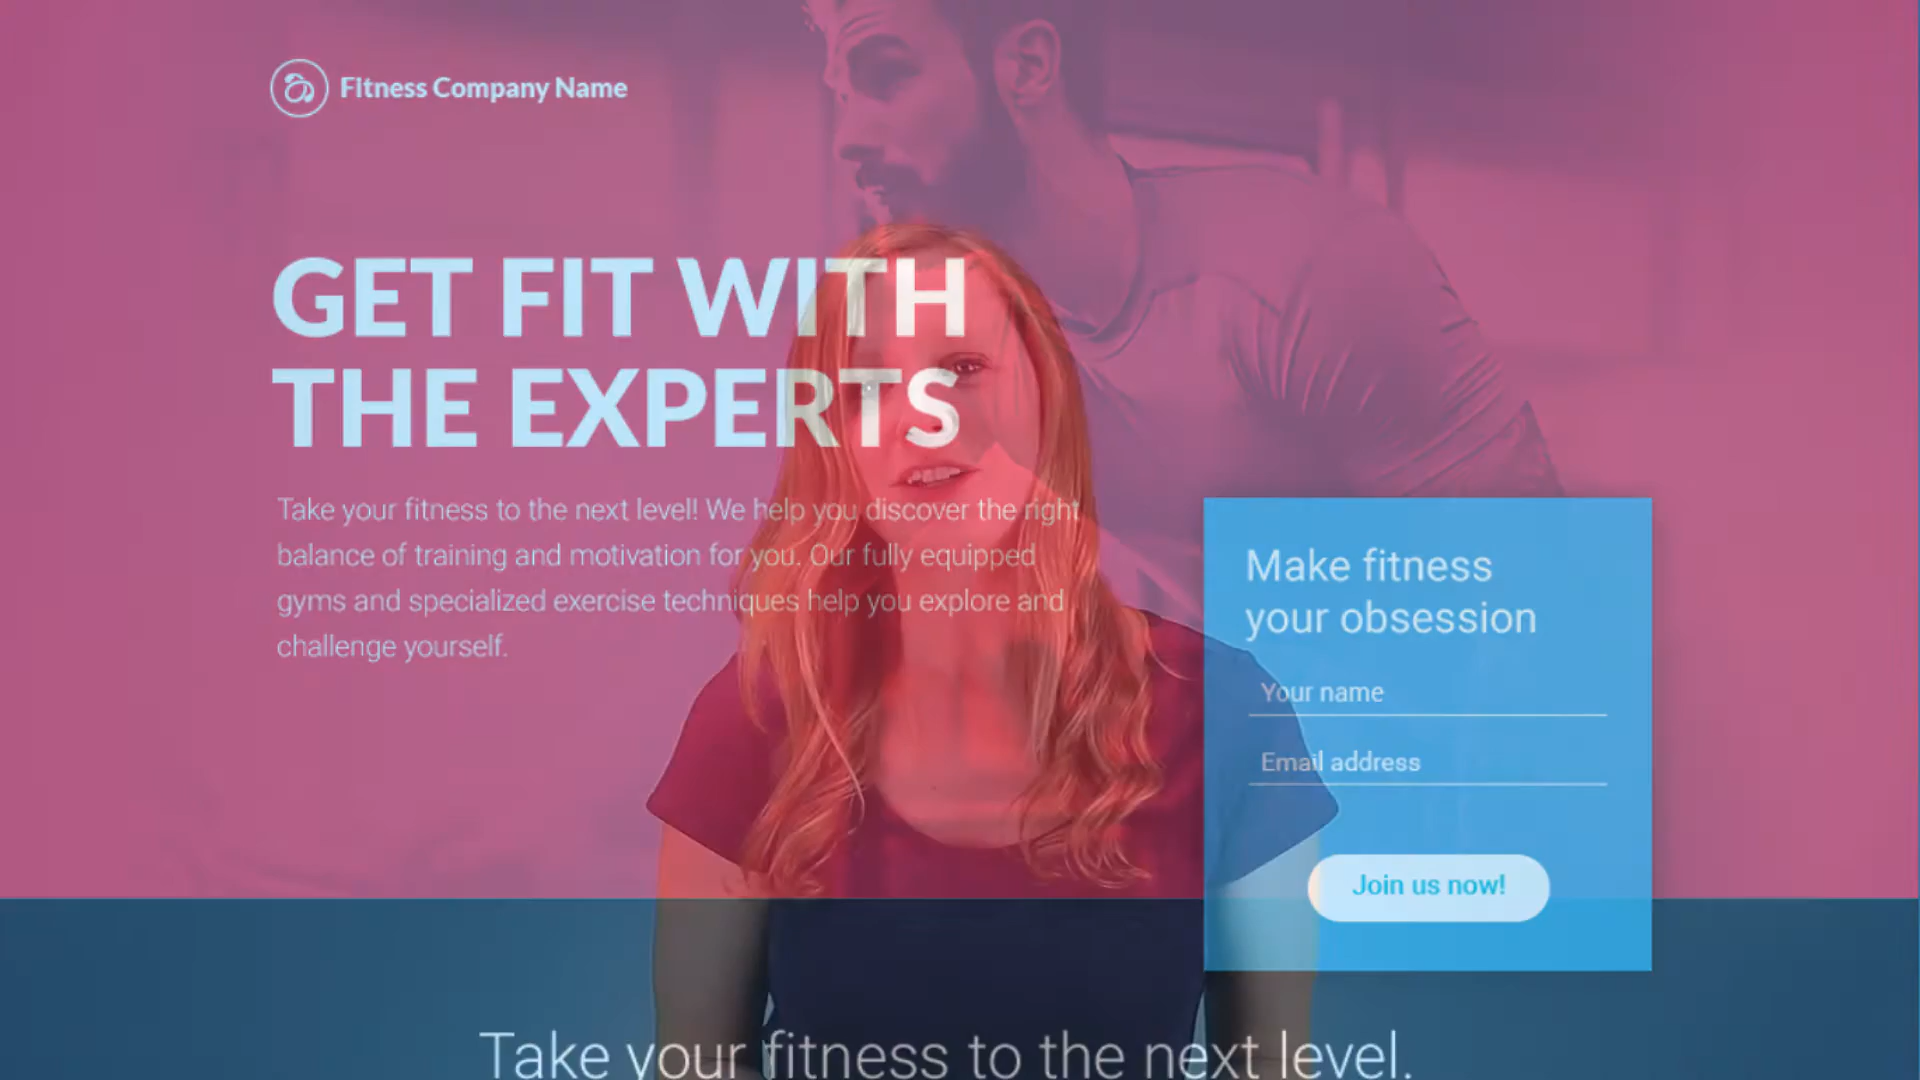 Fitness Company Name
GET FIT WITH
THE EXPERTS
Take your fitness to the next level! We help you discover the right
balance of training and motivation for you. Our fully equipped
gyms and specialized exercise techniques help you explore and
challenge yourself.
Make fitness
your obsession
Your name
Email address
Join us now!
Take your fitness to the next level.